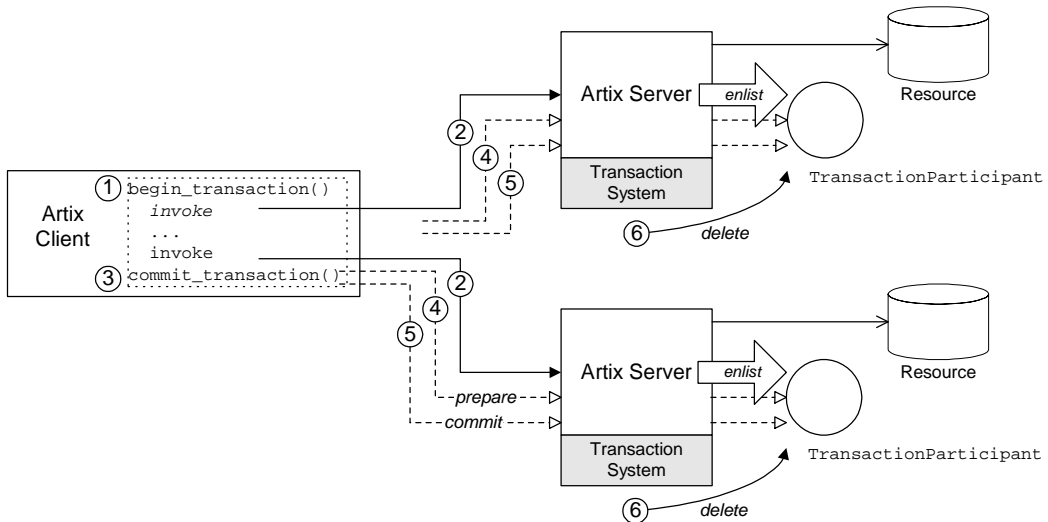 Artix Server
enlist
Resource
2
4
5
Transaction
System
TransactionParticipant
6
delete
Artix
Client
1
begin_transaction()
invoke
...
invoke
3
commit_transaction()
2
4
5
Artix Server
enlist
Resource
prepare
commit
Transaction
System
TransactionParticipant
6
delete